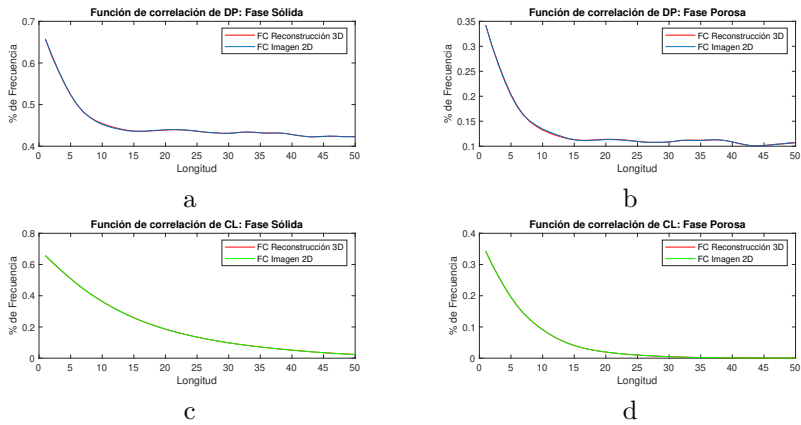 Función de correlación de DP: Fase Sólida
FC Reconstrucción 3D
FC Imagen 2D
% de Frecuencia
0.7
0.6
0.5
0.4
0 5 10 15 20 25 30 35 40 45 50
Longitud
a
Función de correlación de DP: Fase Porosa
FC Reconstrucción 3D
FC Imagen 2D
% de Frecuencia
0.35
0.3
0.25
0.2
0.15
0.1
0 5 10 15 20 25 30 35 40 45 50
Longitud
b
Función de correlación de CL: Fase Sólida
FC Reconstrucción 3D
FC Imagen 2D
% de Frecuencia
0.8
0.6
0.4
0.2
0
0 5 10 15 20 25 30 35 40 45 50
Longitud
c
Función de correlación de CL: Fase Porosa
FC Reconstrucción 3D
FC Imagen 2D
% de Frecuencia
0.4
0.3
0.2
0.1
0
0 5 10 15 20 25 30 35 40 45 50
Longitud
d